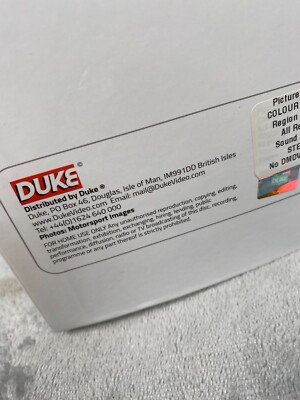 DUKE ©
Distributed by Duke ®
Duke, PO Box 46, Douglas, Isle of Man, IM991DD British Isles
www.DukeVideo.com Email: mail@DukeVideo.com
Tel: +44(0)1624 640 000
Photos: Motorsport Images
FOR HOME USE ONLY Any unauthorised reproduction, copying, editing,
transformation, exhibition, exchanging, hiring, lending, public
performance, diffusion, radio or TV broadcasting of this disc, recording,
programme or any part thereof is strictly prohibited.
Picture
COLOUR
Region
All Re
Sound
STE
No DMDV